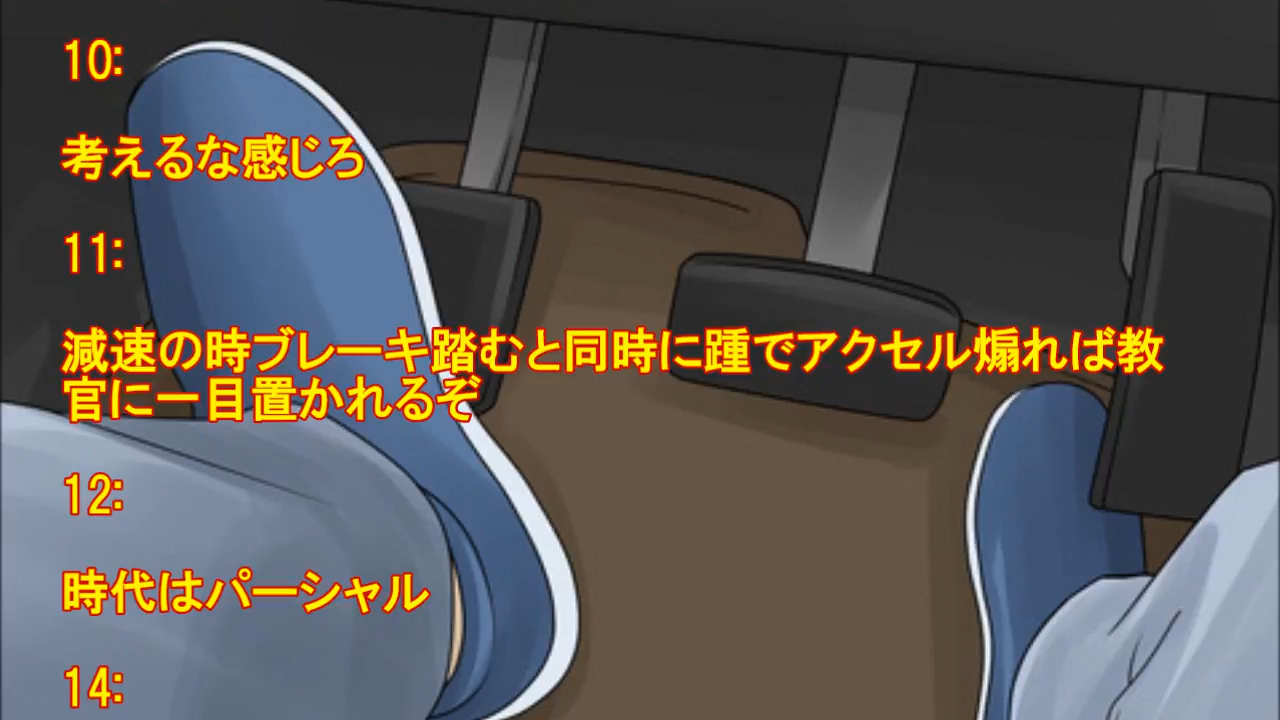 10:
考えるな感じろ
11:
減速の時ブレーキ踏むと同時に踵でアクセル煽れば教
官に一目置かれるぞ
12:
時代はパーシャル
14: